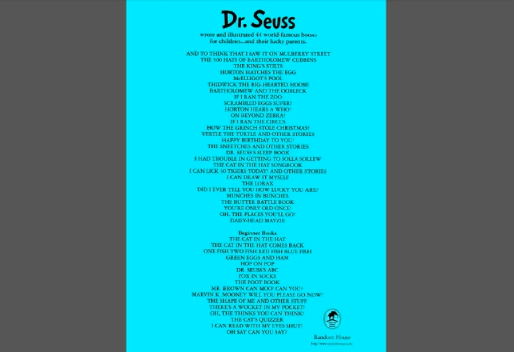 Dr. Seuss
wrote and illustrated 44 world-famous books
for children...and their lucky parents.
AND TO THINK THAT I SAW IT ON MULBERRY STREET
THE 500 HATS OF BARTHOLOMEW CUBBINS
THE KING'S STILTS
HORTON HATCHES THE EGG
McELLIGOT'S POOL
THIDWICK THE BIG-HEARTED MOOSE
BARTHOLOMEW AND THE OOBLECK
IF I RAN THE ZOO
SCRAMBLED EGGS SUPER!
HORTON HEARS A WHO!
ON BEYOND ZEBRA!
IF I RAN THE CIRCUS
HOW THE GRINCH STOLE CHRISTMAS!
YERTLE THE TURTLE AND OTHER STORIES
HAPPY BIRTHDAY TO YOU!
THE SNEETCHES AND OTHER STORIES
DR. SEUSS'S SLEEP BOOK
I HAD TROUBLE IN GETTING TO SOLLA SOLLEW
THE CAT IN THE HAT SONGBOOK
I CAN LICK 30 TIGERS TODAY! AND OTHER STORIES
I CAN DRAW IT MYSELF
THE LORAX
DID I EVER TELL YOU HOW LUCKY YOU ARE?
HUNCHES IN BUNCHES
THE BUTTER BATTLE BOOK
YOU'RE ONLY OLD ONCE!
OH, THE PLACES YOU'LL GO!
DAISY-HEAD MAYZIE
Beginner Books
THE CAT IN THE HAT
THE CAT IN THE HAT COMES BACK
ONE FISH TWO FISH RED FISH BLUE FISH
GREEN EGGS AND HAM
HOP ON POP
DR. SEUSS'S ABC
FOX IN SOCKS
THE FOOT BOOK
MR. BROWN CAN MOO! CAN YOU?
MARVIN K. MOONEY WILL YOU PLEASE GO NOW!
THE SHAPE OF ME AND OTHER STUFF
THERE'S A WOCKET IN MY POCKET!
OH, THE THINKS YOU CAN THINK!
THE CAT'S QUIZZER
I CAN READ WITH MY EYES SHUT!
OH SAY CAN YOU SAY?
Random House